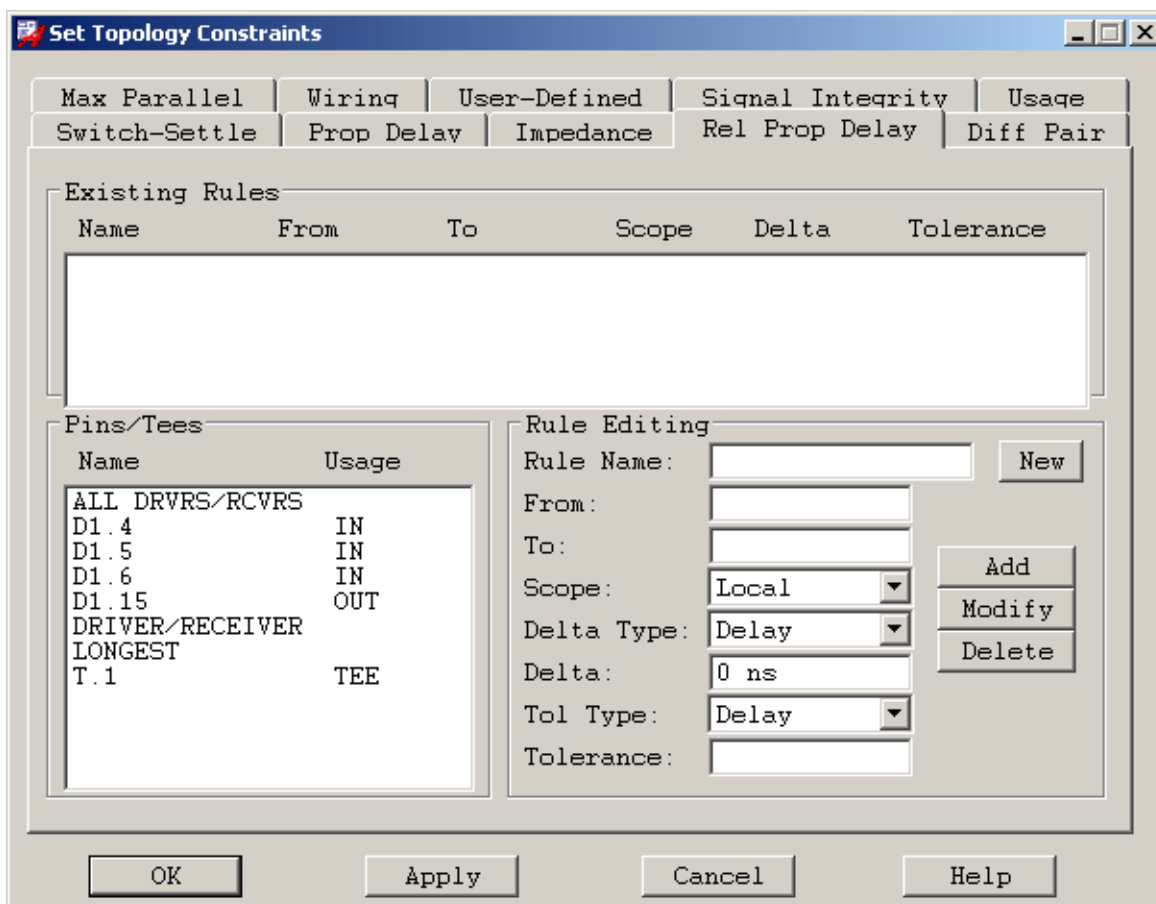 Set Topology Constraints
Max Parallel Wiring User-Defined Signal Integrity Usage
Switch-Settle Prop Delay Impedance Rel Prop Delay Diff Pair
Existing Rules
Name From To Scope Delta Tolerance
Pins/Tees
Name Usage
ALL DRVRS/RCVRS
D1.4 IN
D1.5 IN
D1.6 IN
D1.15 OUT
DRIVER/RECEIVER
LONGEST
T.1 TEE
Rule Editing
Rule Name: New
From:
To:
Scope: Local
Delta Type: Delay
Delta: 0 ns
Tol Type: Delay
Tolerance:
Add
Modify
Delete
OK Apply Cancel Help